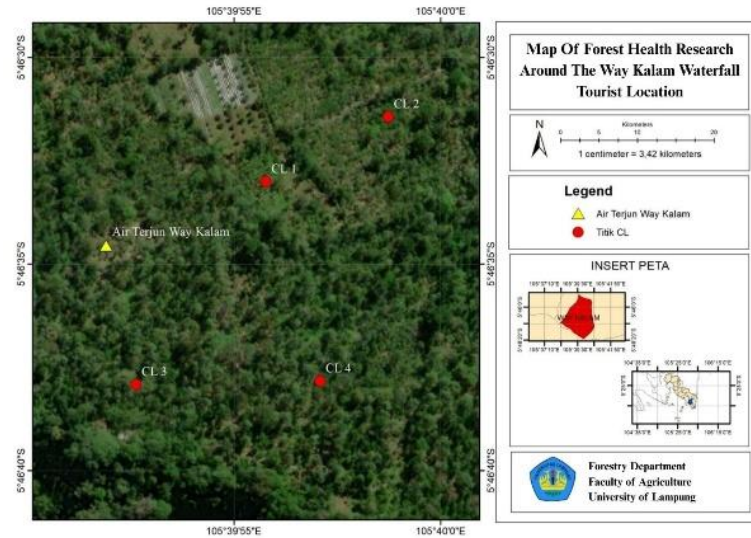 105°39'55"E
105°40'0"E
5°46'30"S
5°46'35"S
5°46'40"S
CL 2
CL 1
Air Terjun Way Kalam
CL 3
CL 4
5°46'30"S
5°46'35"S
5°46'40"S
105°39'55"E
105°40'0"E
Map Of Forest Health Research
Around The Way Kalam Waterfall
Tourist Location
N
Kilometers
0 5 10 20
1 centimeter = 3,42 kilometers
Legend
Air Terjun Way Kalam
Titik CL
INSERT PETA
Forestry Department
Faculty of Agriculture
University of Lampung